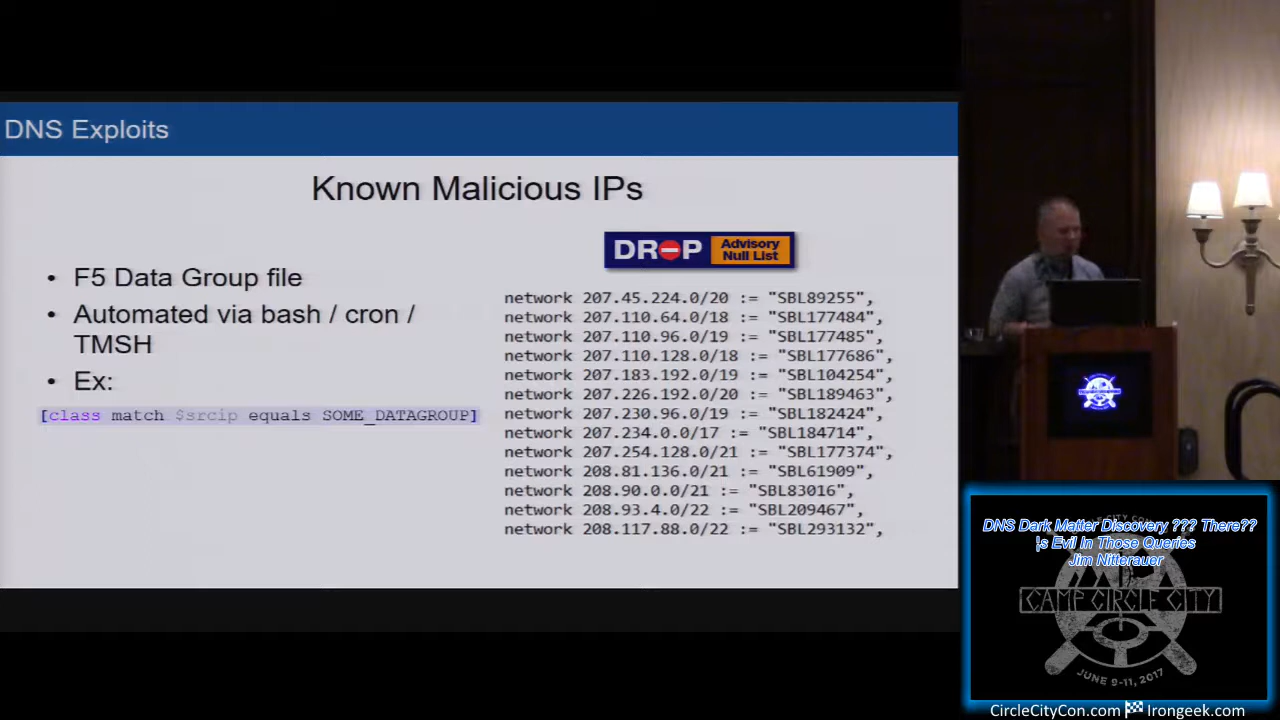 DNS Exploits
Known Malicious IPs
DROP Advisory
Null List
• F5 Data Group file
• Automated via bash / cron /
TMSH
• Ex:
[class match $srcip equals SOME_DATAGROUP]
network 207.45.224.0/20 := "SBL89255",
network 207.110.64.0/18 := "SBL177484",
network 207.110.96.0/19 := "SBL177485",
network 207.110.128.0/18 := "SBL177686",
network 207.183.192.0/19 := "SBL104254",
network 207.226.192.0/20 := "SBL189463",
network 207.230.96.0/19 := "SBL182424",
network 207.234.0.0/17 := "SBL184714",
network 207.254.128.0/21 := "SBL177374",
network 208.81.136.0/21 := "SBL61909",
network 208.90.0.0/21 := "SBL83016",
network 208.93.4.0/22 := "SBL209467",
network 208.117.88.0/22 := "SBL293132",
DNS Dark Matter Discovery ??? There??
's Evil In Those Queries
Jim Nitterauer
CAMP CIRCLE CITY
JUNE 9-11, 2017
CircleCityCon.com Irongeek.com